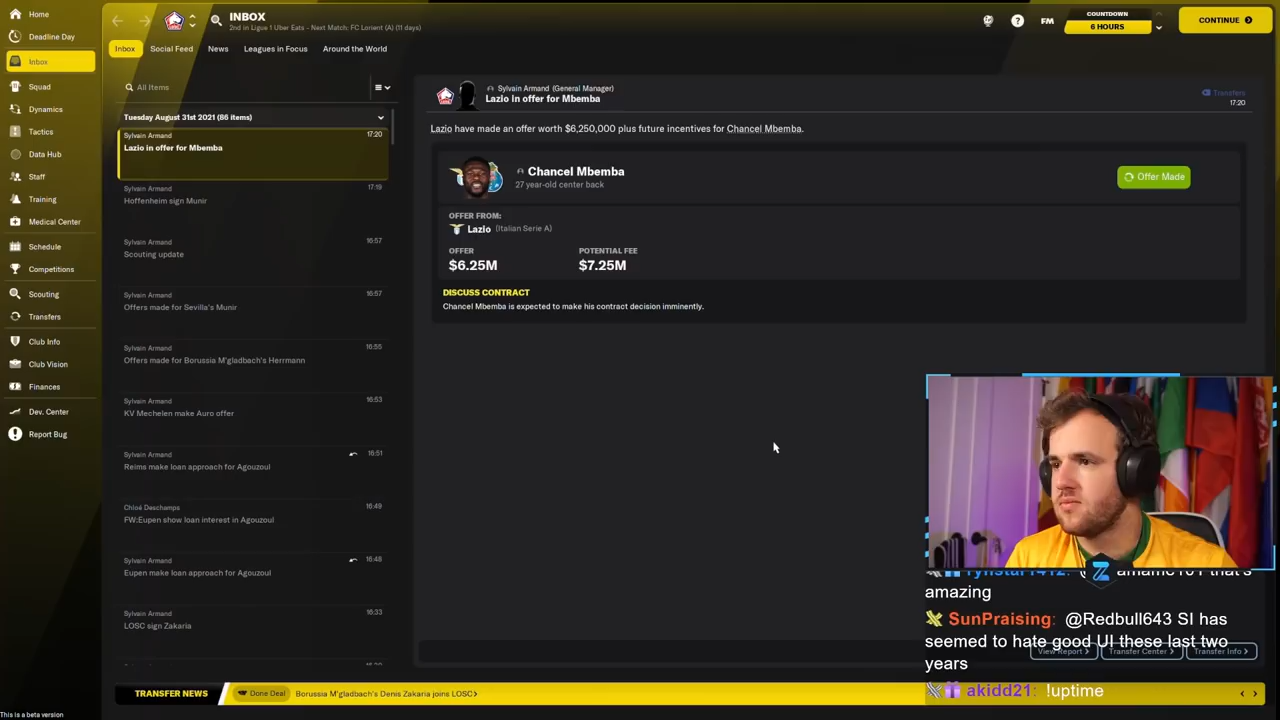 Home
Deadline Day
Inbox
Squad
Dynamics
Tactics
Data Hub
Staff
Training
Medical Center
Schedule
Competitions
Scouting
Transfers
Club Info
Club Vision
Finances
Dev. Center
Report Bug
This is a beta version
INBOX
2nd in Ligue 1 Uber Eats - Next Match: FC Lorient (A) (11 days)
FM
COUNTDOWN
6 HOURS
CONTINUE
Inbox
Social Feed
News
Leagues in Focus
Around the World
All Items
Tuesday August 31st 2021 (86 items)
Sylvain Armand 17:20
Lazio in offer for Mbemba
Sylvain Armand 17:19
Hoffenheim sign Munir
Sylvain Armand 16:57
Scouting update
Sylvain Armand 16:57
Offers made for Sevilla's Munir
Sylvain Armand 16:55
Offers made for Borussia M'gladbach's Herrmann
Sylvain Armand 16:53
KV Mechelen make Auro offer
Sylvain Armand 16:51
Reims make loan approach for Agouzoul
Chloé Deschamps 16:49
FW:Eupen show loan interest in Agouzoul
Sylvain Armand 16:48
Eupen make loan approach for Agouzoul
Sylvain Armand 16:33
LOSC sign Zakaria
Sylvain Armand (General Manager)
Lazio in offer for Mbemba
Transfers
17:20
Lazio have made an offer worth $6,250,000 plus future incentives for Chancel Mbemba.
Chancel Mbemba
27 year-old center back
Offer Made
OFFER FROM:
Lazio (Italian Serie A)
OFFER
$6.25M
POTENTIAL FEE
$7.25M
DISCUSS CONTRACT
Chancel Mbemba is expected to make his contract decision imminently.
that's
amazing
SunPraising: @Redbull643 SI has
seemed to hate good UI these last two
years
akidd21: !uptime
View Report
Transfer Center
Transfer Info
TRANSFER NEWS
Done Deal
Borussia M'gladbach's Denis Zakaria joins LOSC